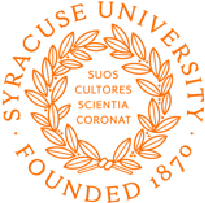 SYRACUSE UNIVERSITY
SUOS
CULTORES
SCIENTIA
CORONAT
FOUNDED 1870